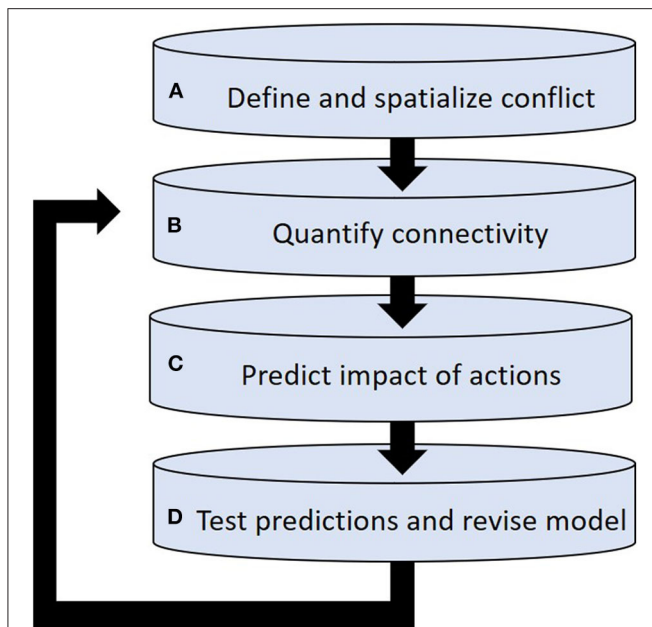 A Define and spatialize conflict
B Quantify connectivity
C Predict impact of actions
D Test predictions and revise model